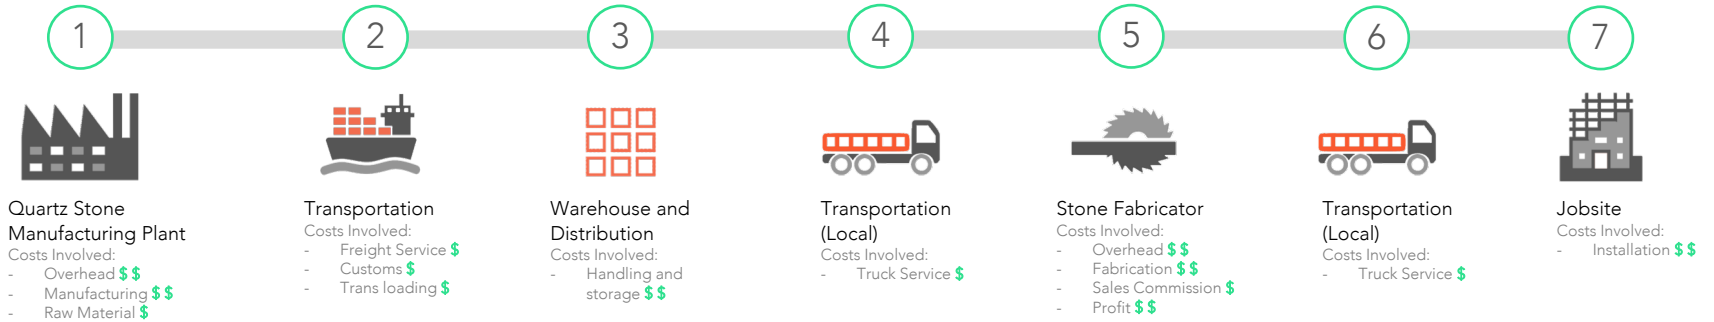 1
2
3
4
5
6
7
Quartz Stone
Manufacturing Plant
Costs Involved:
- Overhead $ $
- Manufacturing $ $
- Raw Material $
Transportation
Costs Involved:
- Freight Service $
- Customs $
- Trans loading $
Warehouse and
Distribution
Costs Involved:
- Handling and
storage $ $
Transportation
(Local)
Costs Involved:
- Truck Service $
Stone Fabricator
Costs Involved:
- Overhead $ $
- Fabrication $ $
- Sales Commission $
- Profit $ $
Transportation
(Local)
Costs Involved:
- Truck Service $
Jobsite
Costs Involved:
- Installation $ $